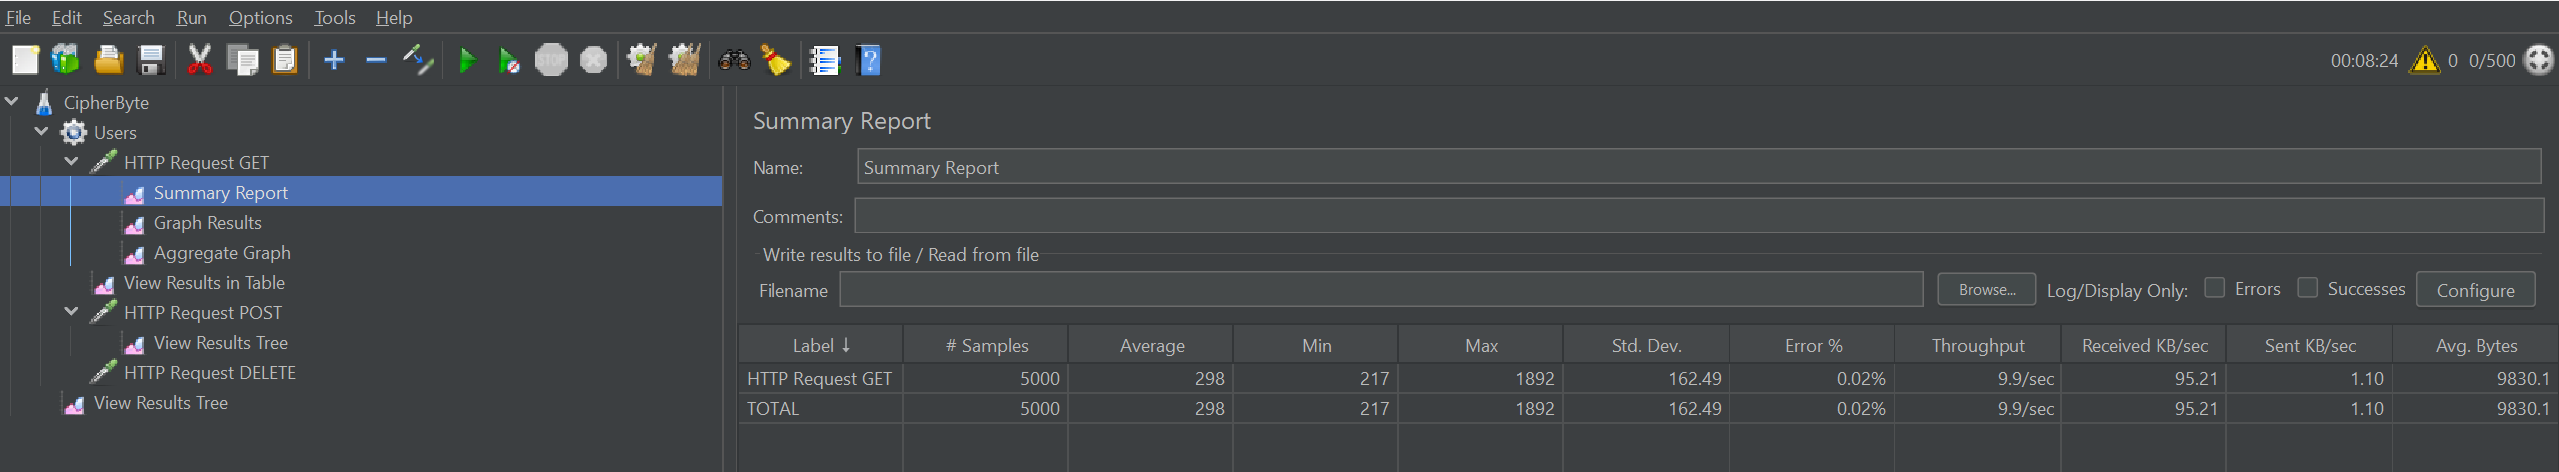 File Edit Search Run Options Tools Help
STOP
00:08:24 0 0/500
CipherByte
Users
HTTP Request GET
Summary Report
Graph Results
Aggregate Graph
View Results in Table
HTTP Request POST
View Results Tree
HTTP Request DELETE
View Results Tree
Summary Report
Name: Summary Report
Comments:
Write results to file / Read from file
Filename Browse... Log/Display Only: Errors Successes Configure
Label ↓ # Samples Average Min Max Std. Dev. Error % Throughput Received KB/sec Sent KB/sec Avg. Bytes
HTTP Request GET 5000 298 217 1892 162.49 0.02% 9.9/sec 95.21 1.10 9830.1
TOTAL 5000 298 217 1892 162.49 0.02% 9.9/sec 95.21 1.10 9830.1